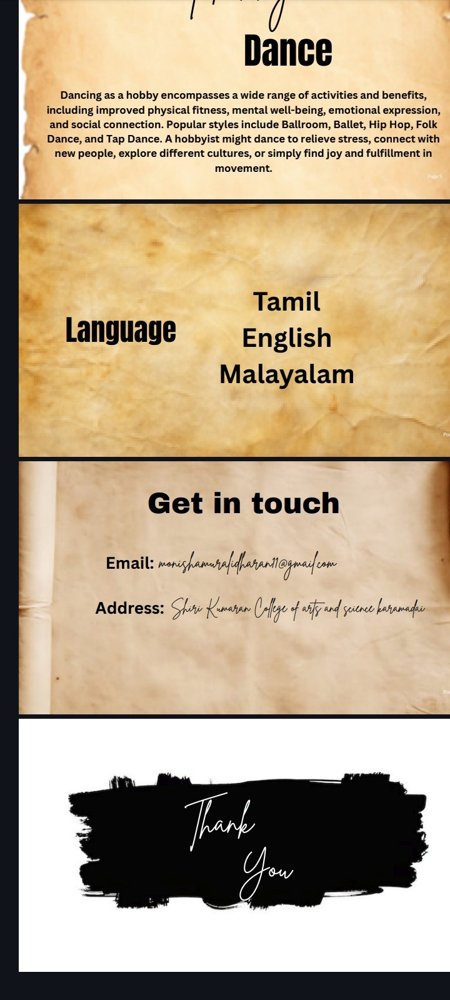 Dance
Dancing as a hobby encompasses a wide range of activities and benefits,
including improved physical fitness, mental well-being, emotional expression,
and social connection. Popular styles include Ballroom, Ballet, Hip Hop, Folk
Dance, and Tap Dance. A hobbyist might dance to relieve stress, connect with
new people, explore different cultures, or simply find joy and fulfillment in
movement.
Page 5
Language
Tamil
English
Malayalam
Get in touch
Email: monishamuralidharan11@gmail.com
Address: Shiri Kumaran College of arts and science karamadai
Thank
You